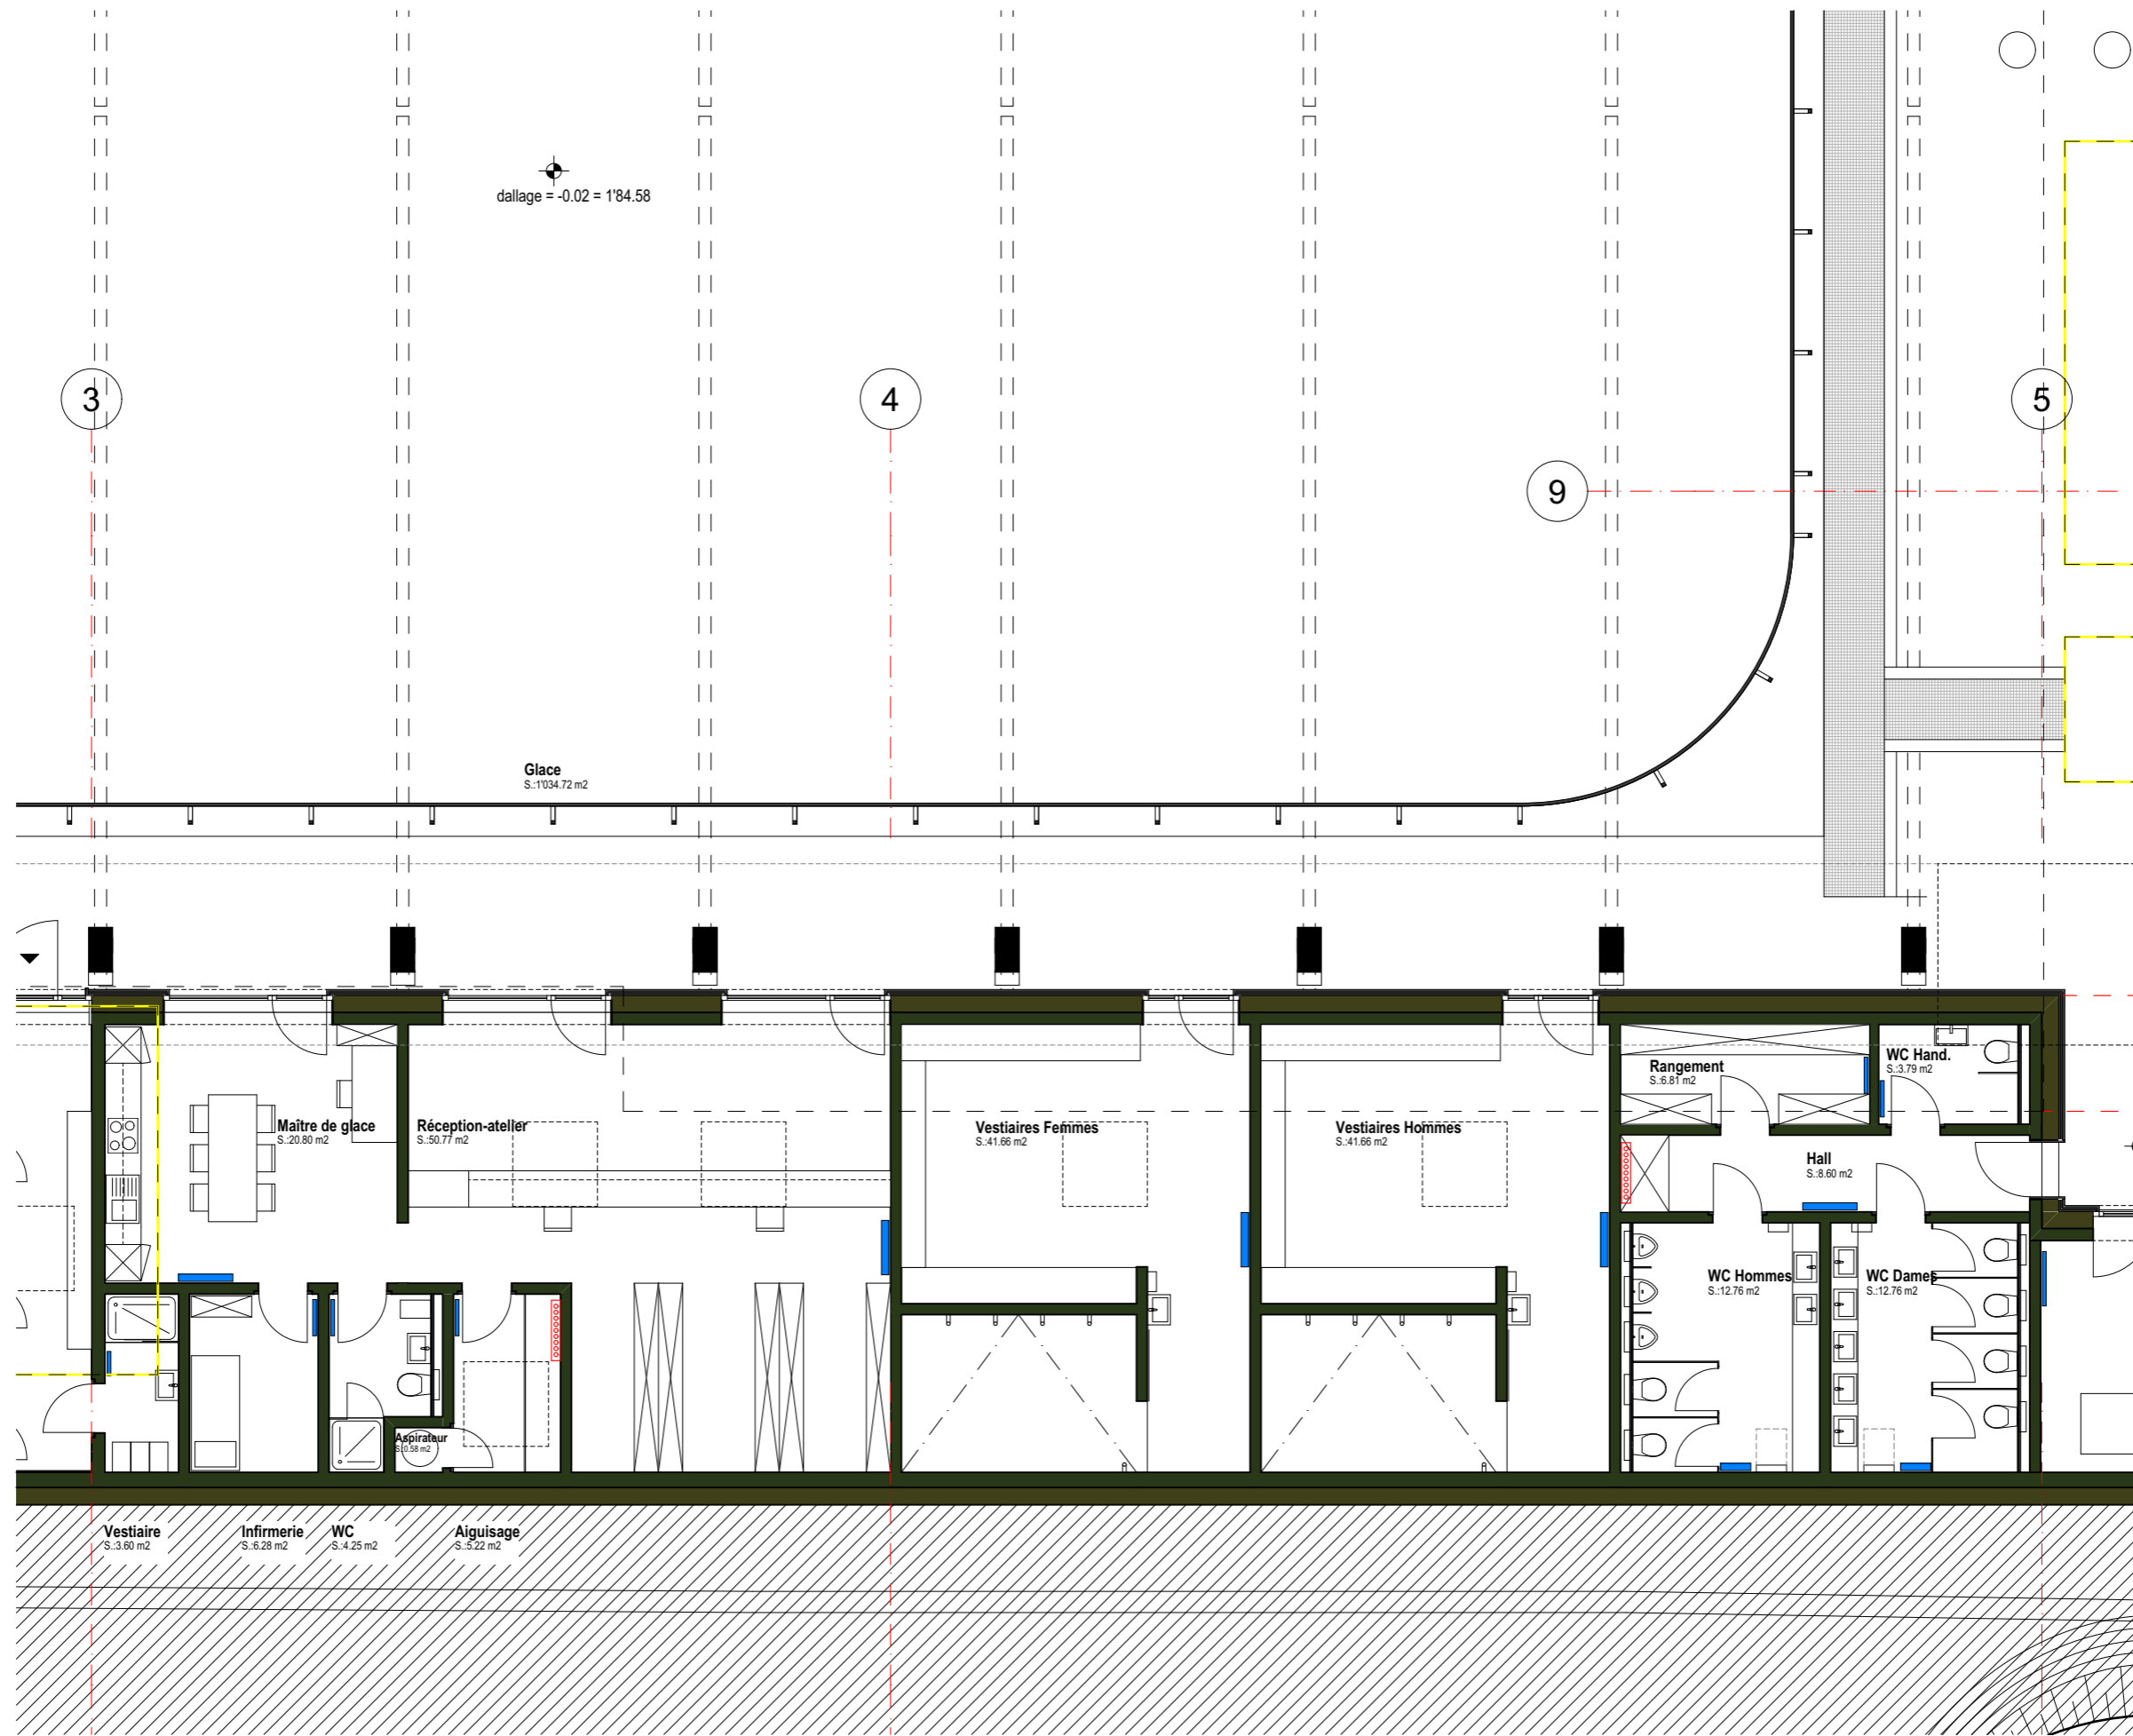 dallage = -0.02 = 1'84.58
3
4
5
9
Glace
S.:1'034.72 m2
Maître de glace
S.:20.80 m2
Réception-atelier
S.:50.77 m2
Vestiaires Femmes
S.:41.66 m2
Vestiaires Hommes
S.:41.66 m2
Rangement
S.:6.81 m2
WC Hand.
S.:3.79 m2
Hall
S.:8.60 m2
WC Hommes
S.:12.76 m2
WC Dames
S.:12.76 m2
Aspirateur
S.:0.58 m2
Vestiaire
S.:3.60 m2
Infirmerie
S.:6.28 m2
WC
S.:4.25 m2
Aiguisage
S.:5.22 m2